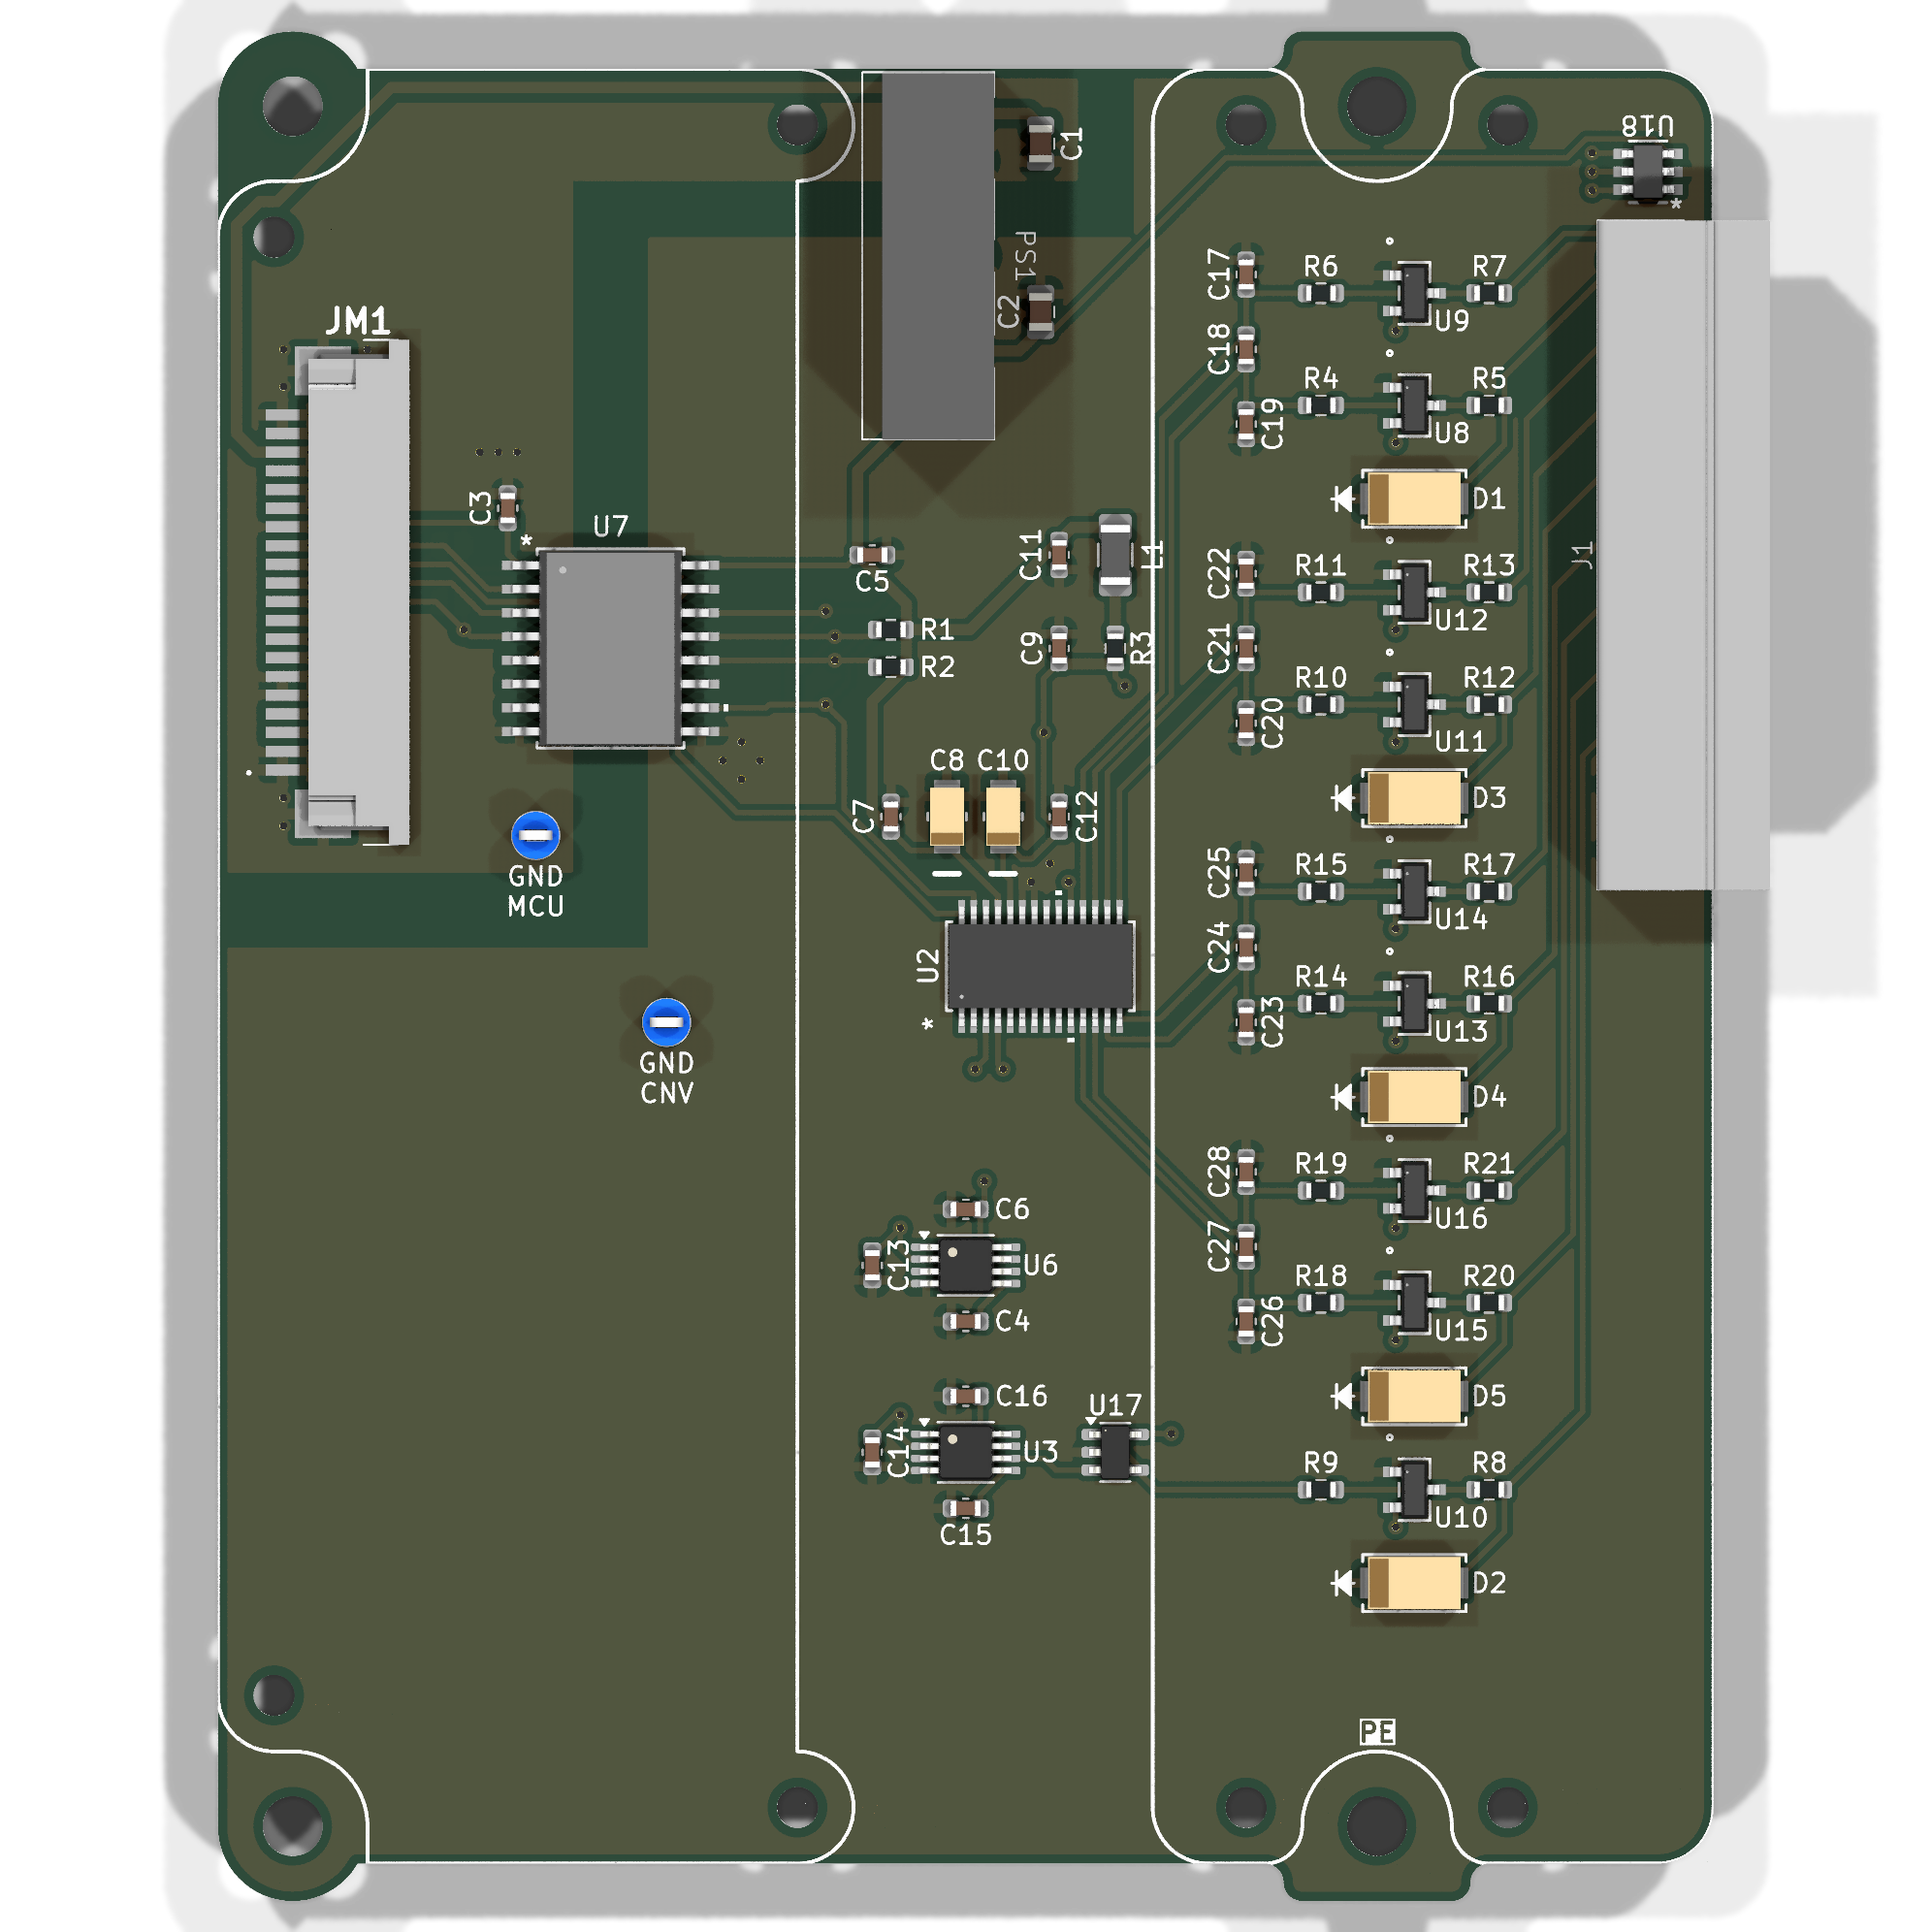 U18
C1
PS1
C2
C17
R6
R7
U9
JM1
C18
R4
R5
C19
U8
D1
C3
U7
J1
*
*
C5
C11
L1
C22
R11
R13
U12
R1
R2
C9
R3
C21
R10
R12
C20
U11
C8
C10
D3
C7
C12
GND
MCU
C25
R15
R17
U14
U2
C24
R14
R16
*
C23
U13
GND
CNV
D4
C28
R19
R21
C6
U16
C13
U6
C27
R18
R20
C4
C26
U15
C16
U17
D5
C14
U3
R9
R8
C15
U10
D2
PE